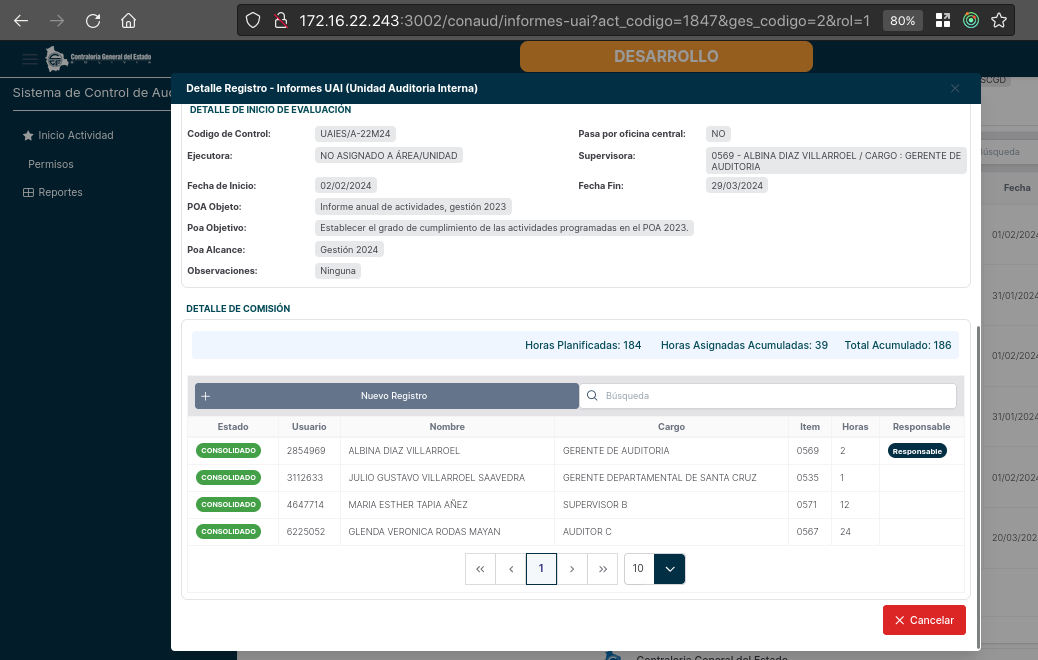 172.16.22.243:3002/conaud/informes-uai?act_codigo=1847&ges_codigo=2&rol=1
80%
Contraloría General del Estado
DESARROLLO
Sistema de Control de Au
SCGD
Detalle Registro - Informes UAI (Unidad Auditoria Interna)
DETALLE DE INICIO DE EVALUACIÓN
Codigo de Control: UAIES/A-22M24 Pasa por oficina central: NO
Inicio Actividad
Ejecutora: NO ASIGNADO A ÁREA/UNIDAD Supervisora: 0569 - ALBINA DIAZ VILLARROEL / CARGO : GERENTE DE
AUDITORIA
Búsqueda
Permisos
Fecha de Inicio: 02/02/2024 Fecha Fin: 29/03/2024
Fecha
Reportes
POA Objeto: Informe anual de actividades, gestión 2023
Poa Objetivo: Establecer el grado de cumplimiento de las actividades programadas en el POA 2023.
01/02/2024
Poa Alcance: Gestión 2024
Observaciones: Ninguna
31/01/2024
DETALLE DE COMISIÓN
Horas Planificadas: 184 Horas Asignadas Acumuladas: 39 Total Acumulado: 186
01/02/2024
Nuevo Registro Búsqueda
31/01/2024
Estado Usuario Nombre Cargo Item Horas Responsable
CONSOLIDADO 2854969 ALBINA DIAZ VILLARROEL GERENTE DE AUDITORIA 0569 2 Responsable
CONSOLIDADO 3112633 JULIO GUSTAVO VILLARROEL SAAVEDRA GERENTE DEPARTAMENTAL DE SANTA CRUZ 0535 1
01/02/2024
CONSOLIDADO 4647714 MARIA ESTHER TAPIA AÑEZ SUPERVISOR B 0571 12
CONSOLIDADO 6225052 GLENDA VERONICA RODAS MAYAN AUDITOR C 0567 24
20/03/202
« ‹ 1 › » 10
Cancelar
Contraloría General del Estado